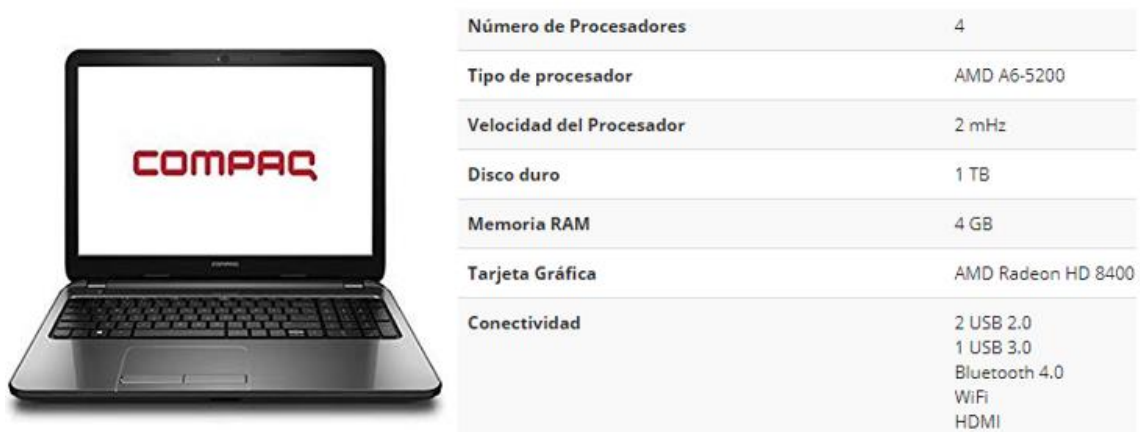 COMPAQ
Número de Procesadores 4
Tipo de procesador AMD A6-5200
Velocidad del Procesador 2 mHz
Disco duro 1 TB
Memoria RAM 4 GB
Tarjeta Gráfica AMD Radeon HD 8400
Conectividad 2 USB 2.0
1 USB 3.0
Bluetooth 4.0
WiFi
HDMI